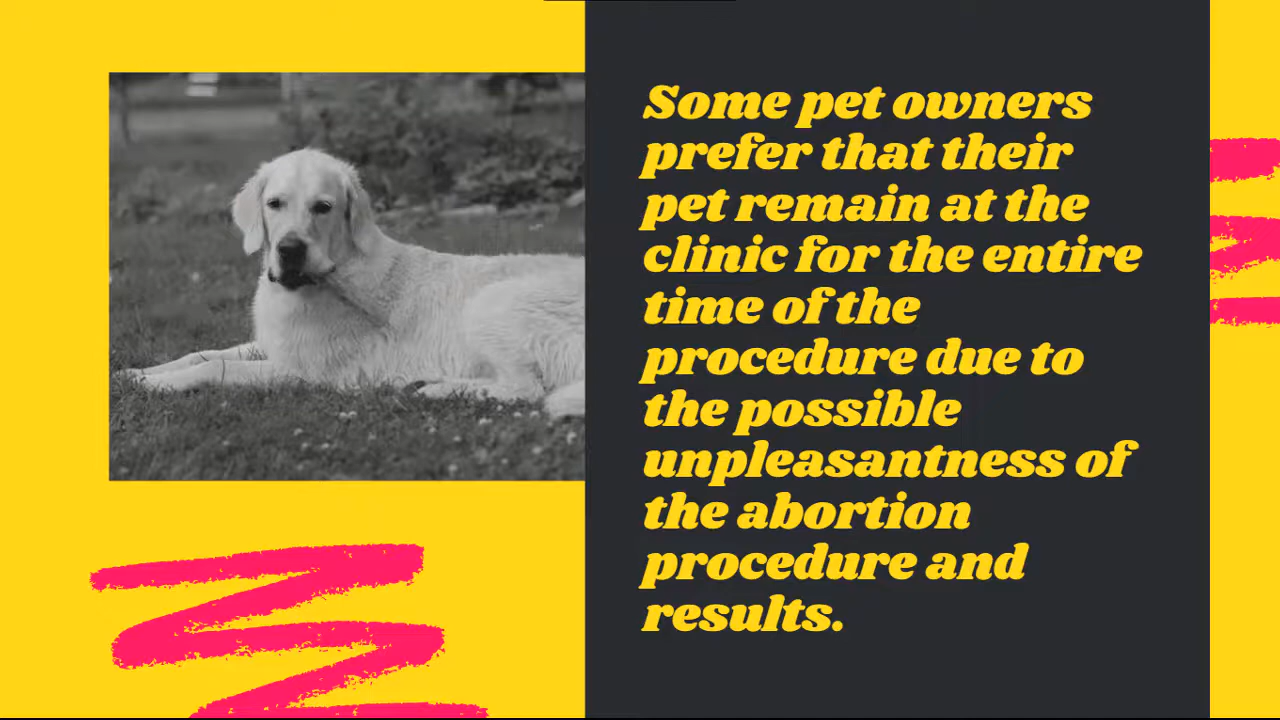 Some pet owners
prefer that their
pet remain at the
clinic for the entire
time of the
procedure due to
the possible
unpleasantness of
the abortion
procedure and
results.